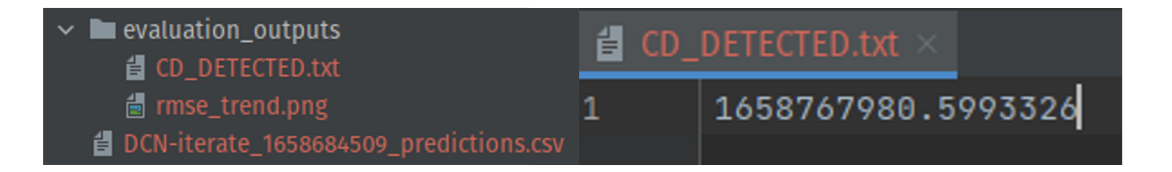 evaluation_outputs
CD_DETECTED.txt
rmse_trend.png
DCN-iterate_1658684509_predictions.csv
CD_DETECTED.txt ×
1 1658767980.5993326